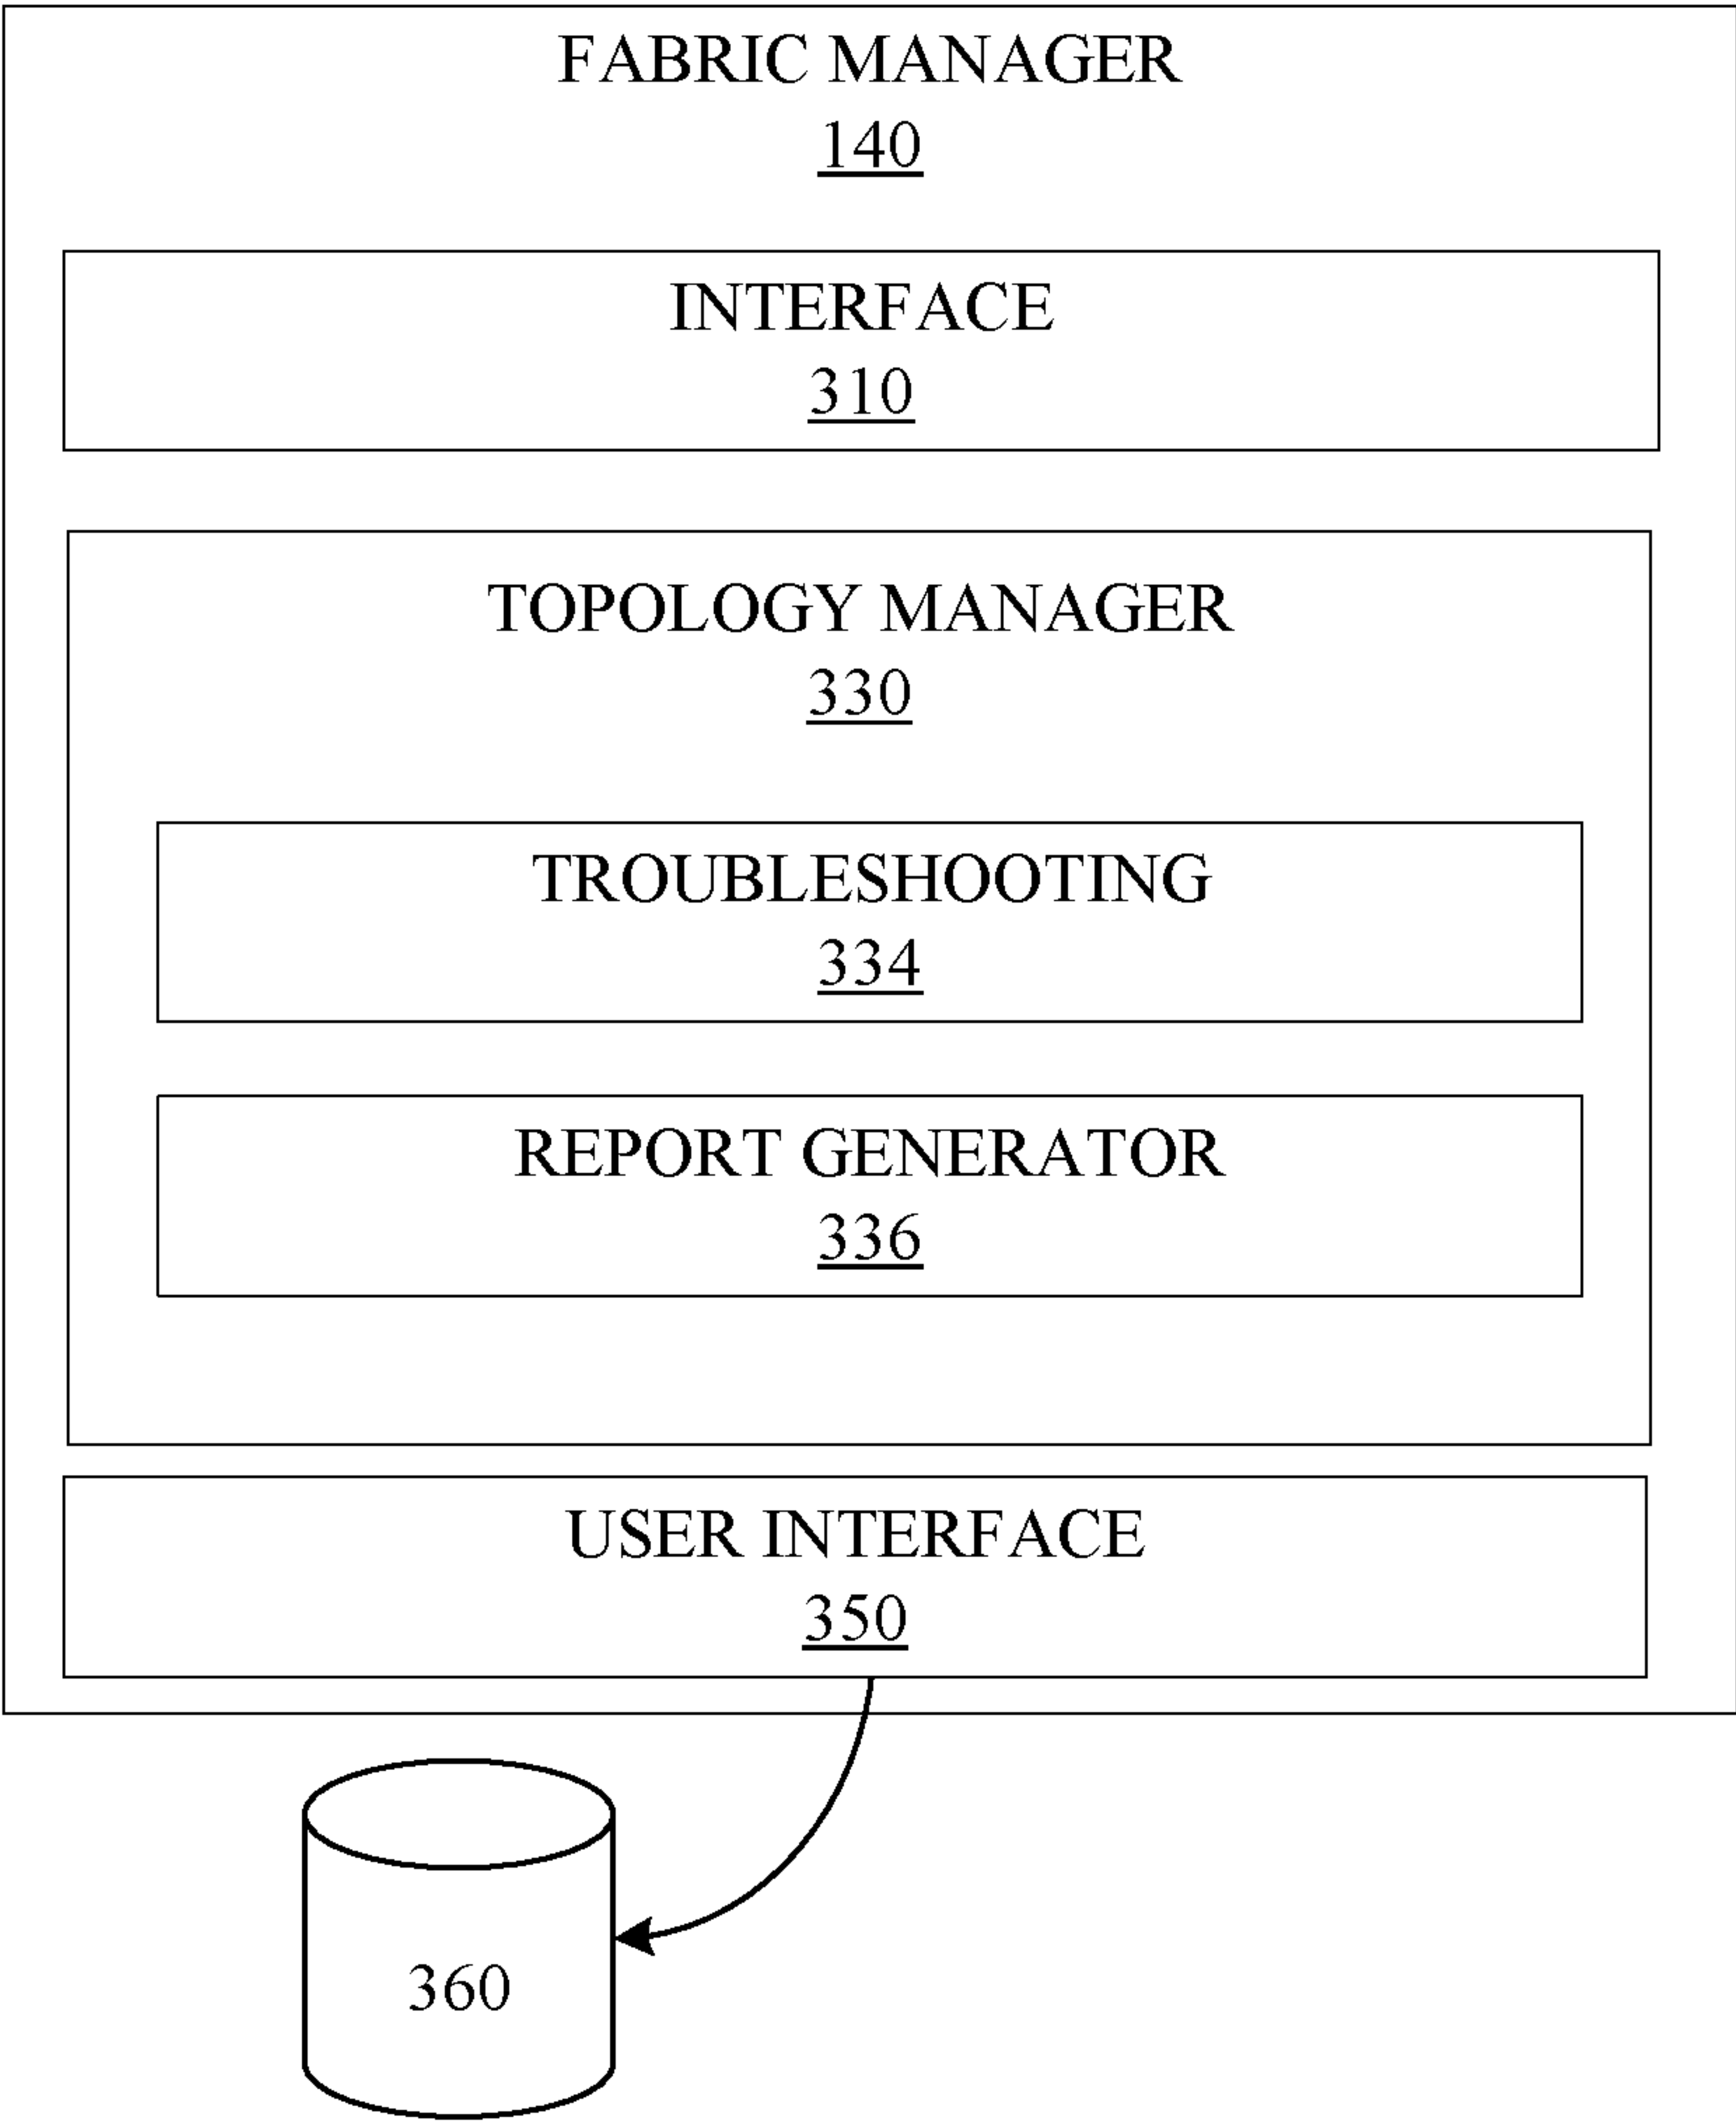 FABRIC MANAGER
140
INTERFACE
310
TOPOLOGY MANAGER
330
TROUBLESHOOTING
334
REPORT GENERATOR
336
USER INTERFACE
350
360